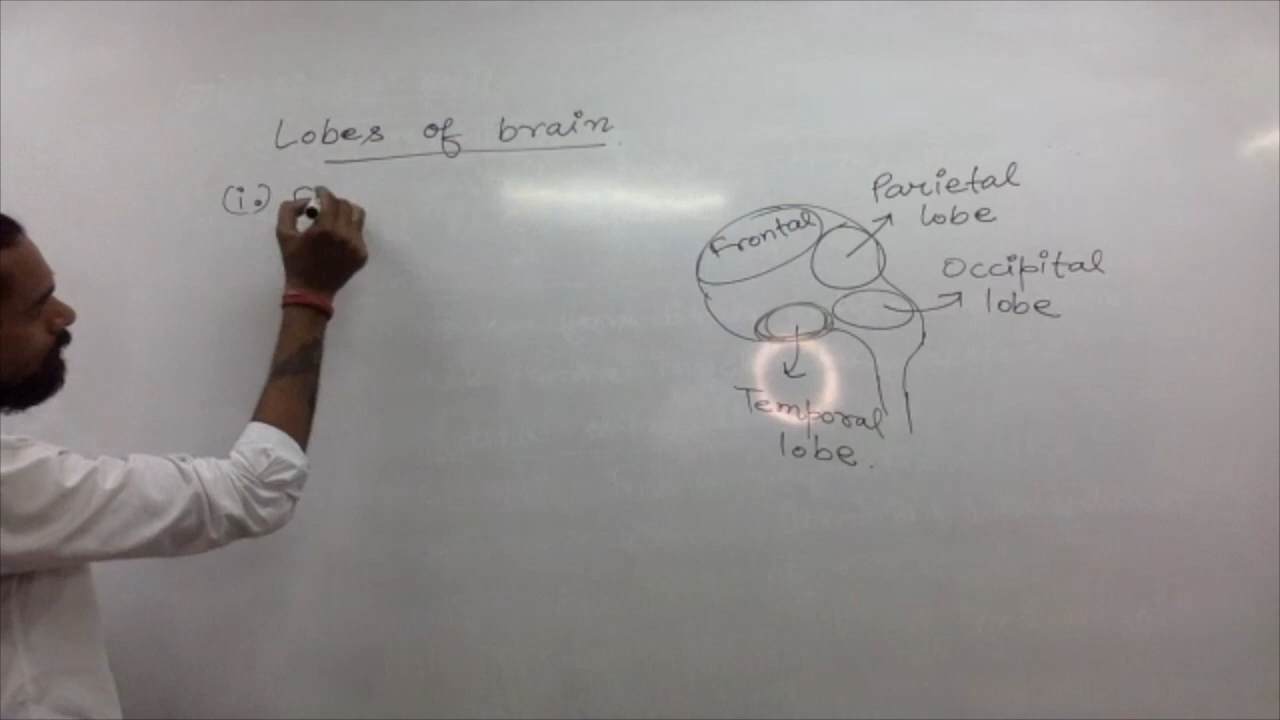 Lobes of brain
(i.) F
Frontal
Parietal
lobe
Occipital
lobe
Temporal
lobe.